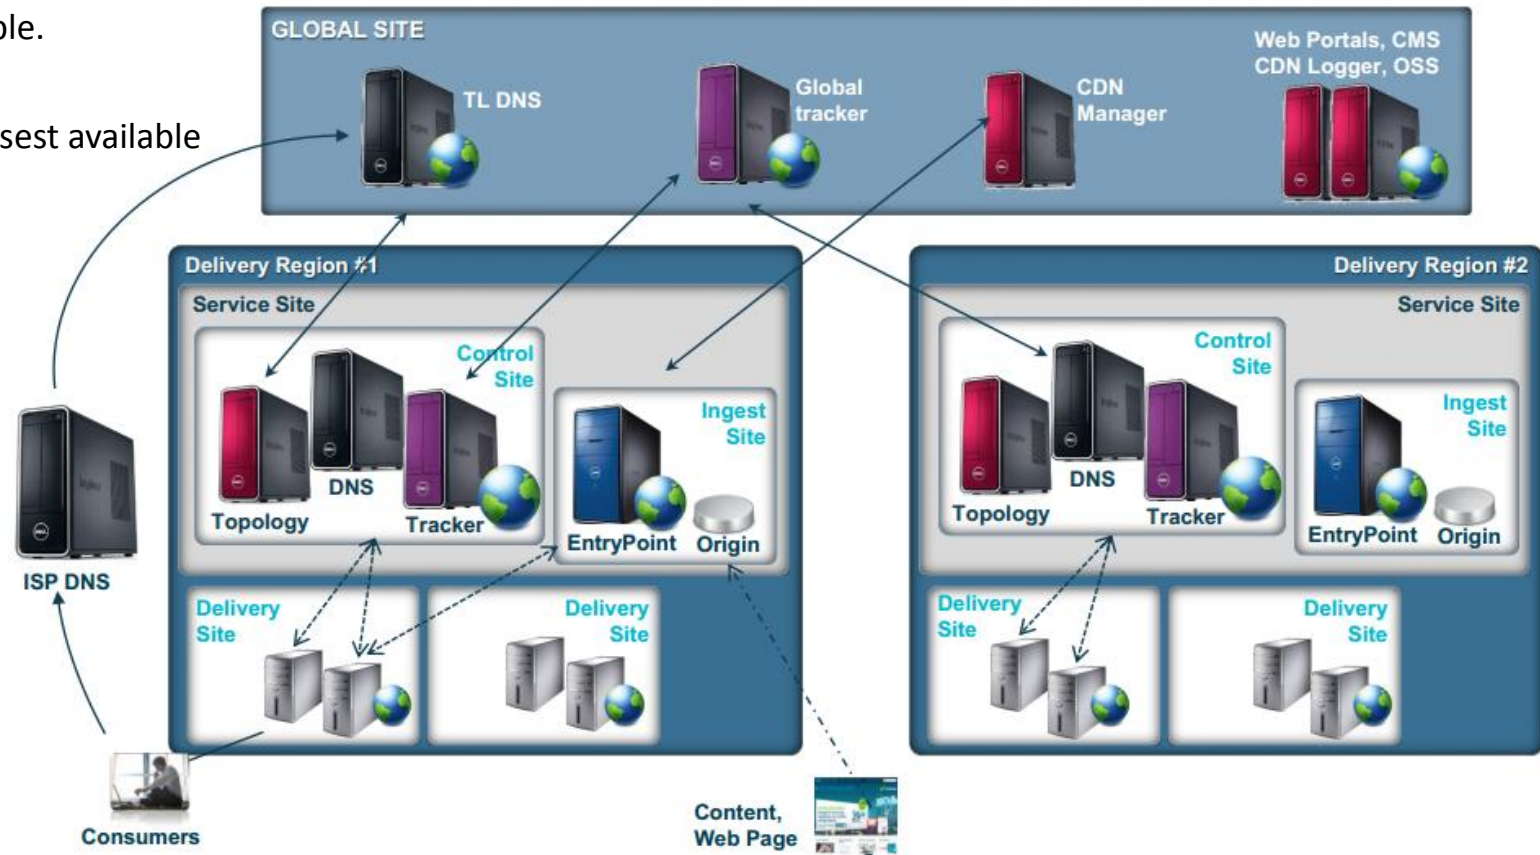 ble.
sest available
GLOBAL SITE
TL DNS
Global
tracker
CDN
Manager
Web Portals, CMS
CDN Logger, OSS
Delivery Region #1
Service Site
Control
Site
Topology
DNS
Tracker
Ingest
Site
EntryPoint
Origin
Delivery
Site
Delivery
Site
Delivery Region #2
Service Site
Control
Site
Topology
DNS
Tracker
Ingest
Site
EntryPoint
Origin
Delivery
Site
Delivery
Site
ISP DNS
Consumers
Content,
Web Page